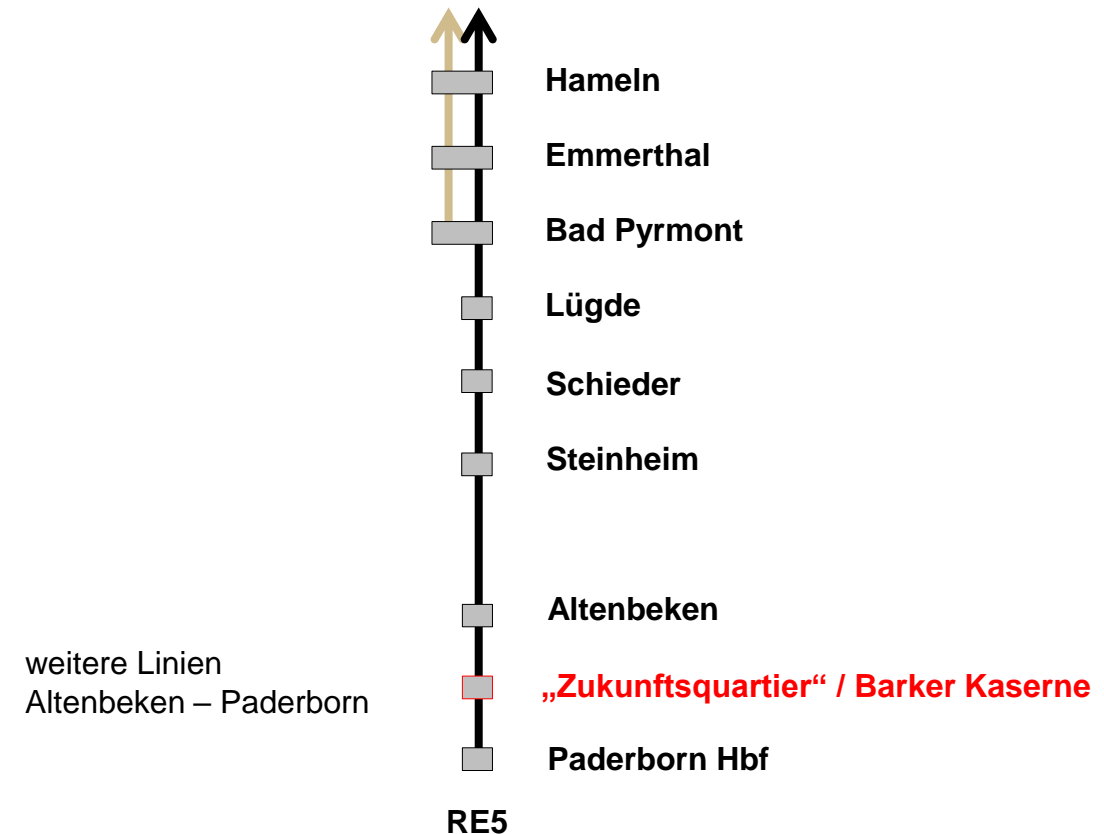 Hameln
Emmerthal
Bad Pyrmont
Lügde
Schieder
Steinheim
Altenbeken
weitere Linien
Altenbeken – Paderborn
„Zukunftsquartier“ / Barker Kaserne
Paderborn Hbf
RE5